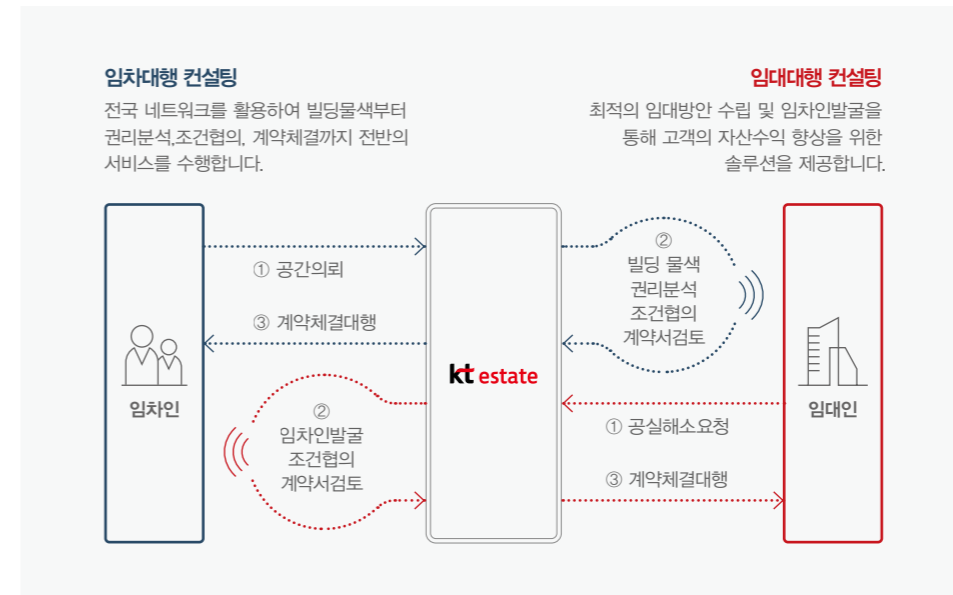 임차대행 컨설팅
전국 네트워크를 활용하여 빌딩물색부터
권리분석,조건협의, 계약체결까지 전반의
서비스를 수행합니다.
임대대행 컨설팅
최적의 임대방안 수립 및 임차인발굴을
통해 고객의 자산수익 향상을 위한
솔루션을 제공합니다.
임차인
① 공간의뢰
③ 계약체결대행
②
임차인발굴
조건협의
계약서검토
kt estate
②
빌딩 물색
권리분석
조건협의
계약서검토
① 공실해소요청
③ 계약체결대행
임대인